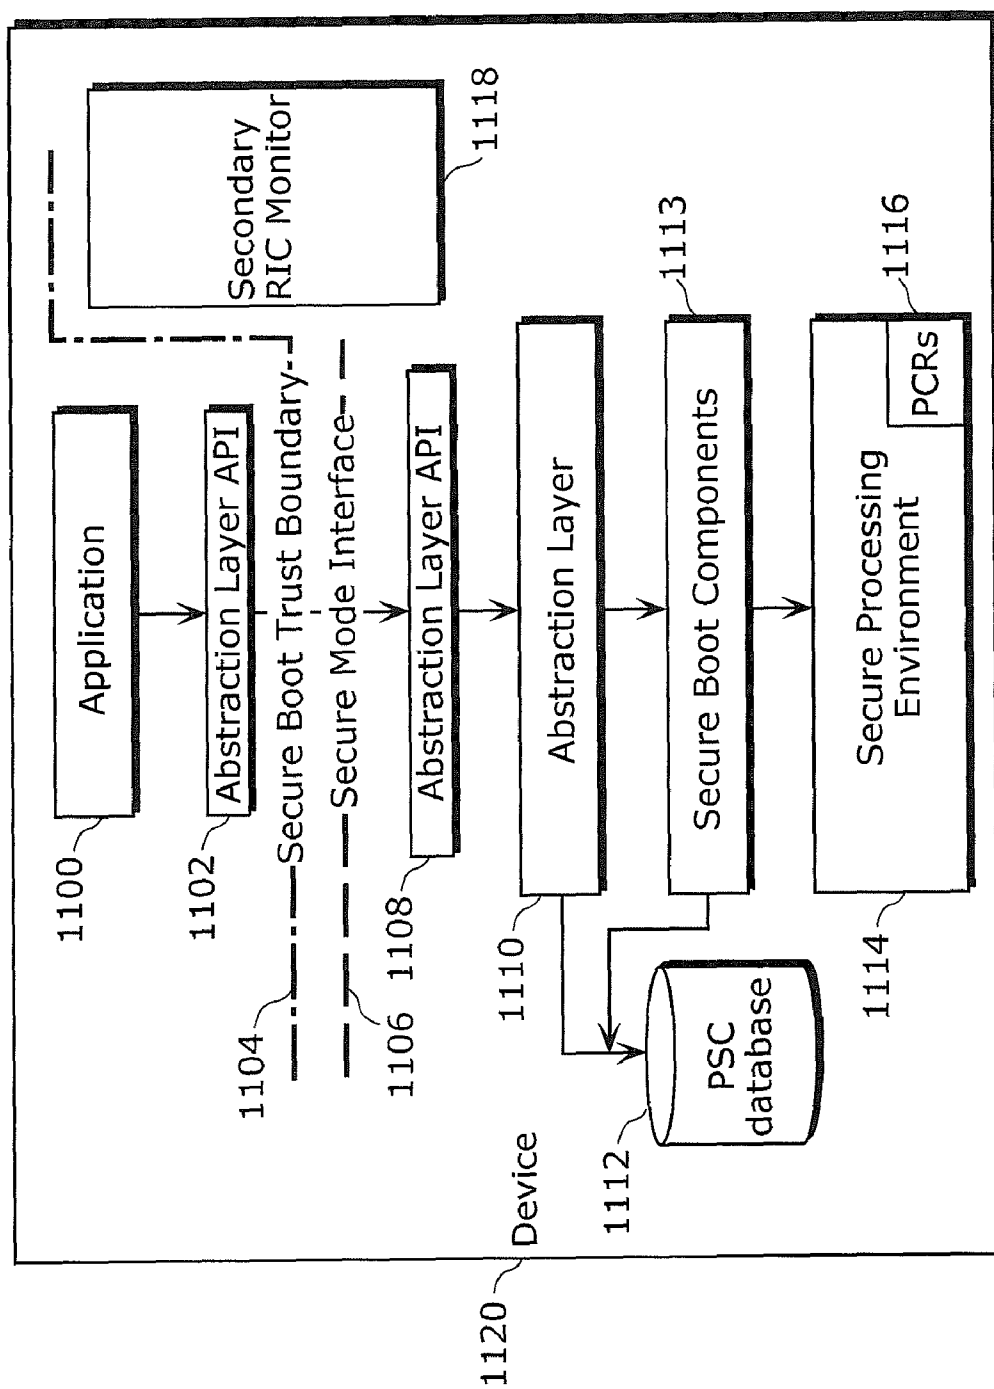 1100
Application
1102
Abstraction Layer API
1104
Secure Boot Trust Boundary
1106
Secure Mode Interface
1108
Abstraction Layer API
Secondary
RIC Monitor
1118
1110
Abstraction Layer
1112
PSC
database
1113
Secure Boot Components
1114
Secure Processing
Environment
PCRs
1116
Device
1120